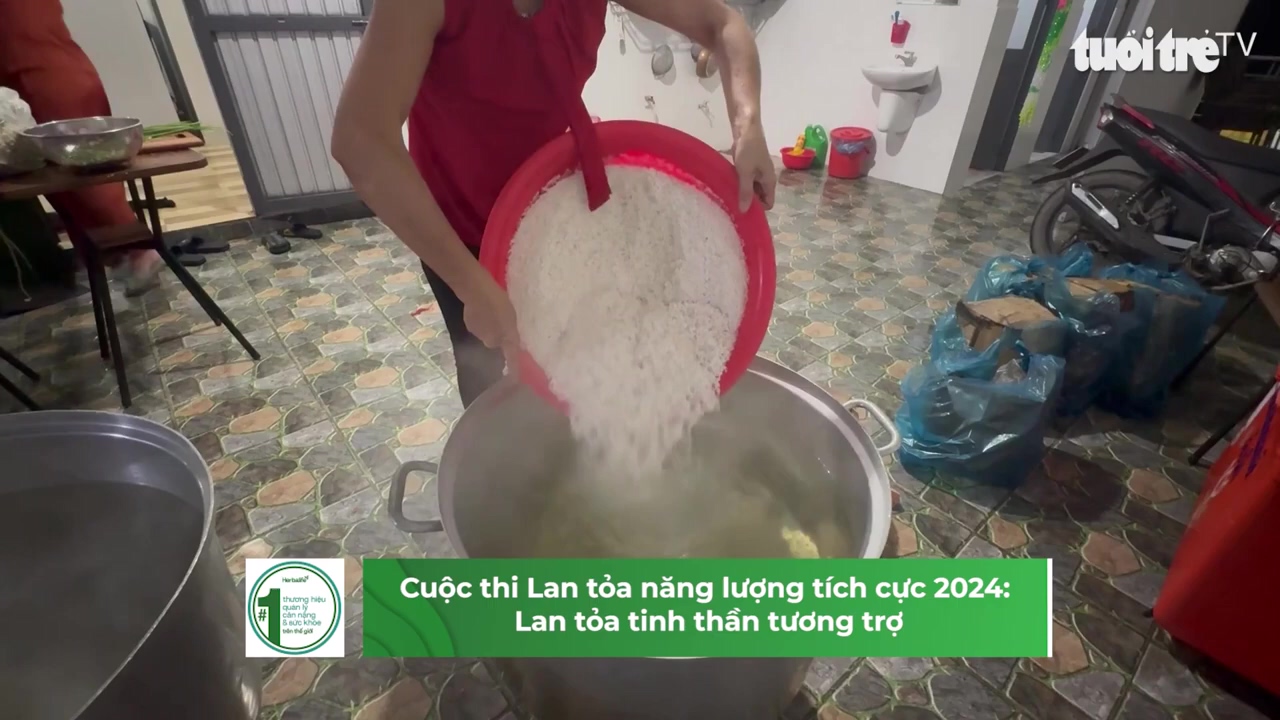 tuổi trẻ TV
Cuộc thi Lan tỏa năng lượng tích cực 2024:
Lan tỏa tinh thần tương trợ
Herbalife
#1
thương hiệu
quản lý
cân nặng
& sức khỏe
trên thế giới